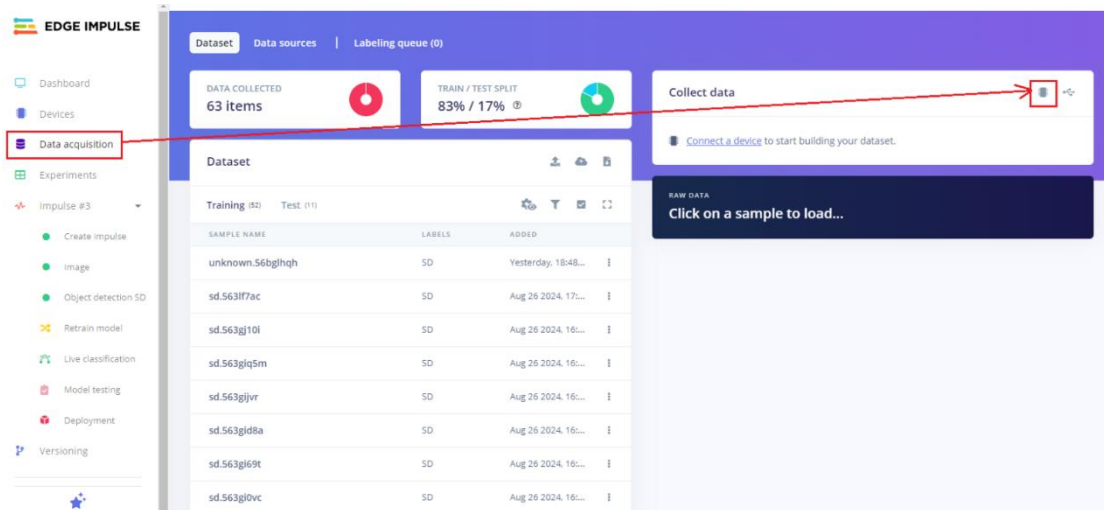 EDGE IMPULSE
Dashboard
Devices
Data acquisition
Experiments
Impulse #3
Create impulse
Image
Object detection SD
Retrain model
Live classification
Model testing
Deployment
Versioning
Dataset Data sources | Labeling queue (0)
DATA COLLECTED
63 items
TRAIN / TEST SPLIT
83% / 17%
Collect data
Connect a device to start building your dataset.
RAW DATA
Click on a sample to load...
Dataset
Training (52) Test (11)
SAMPLE NAME LABELS ADDED
unknown.56bglhqh SD Yesterday, 18:48...
sd.563lf7ac SD Aug 26 2024, 17:...
sd.563gj10i SD Aug 26 2024, 16:...
sd.563giq5m SD Aug 26 2024, 16:...
sd.563gijvr SD Aug 26 2024, 16:...
sd.563gid8a SD Aug 26 2024, 16:...
sd.563gi69t SD Aug 26 2024, 16:...
sd.563gi0vc SD Aug 26 2024, 16:...